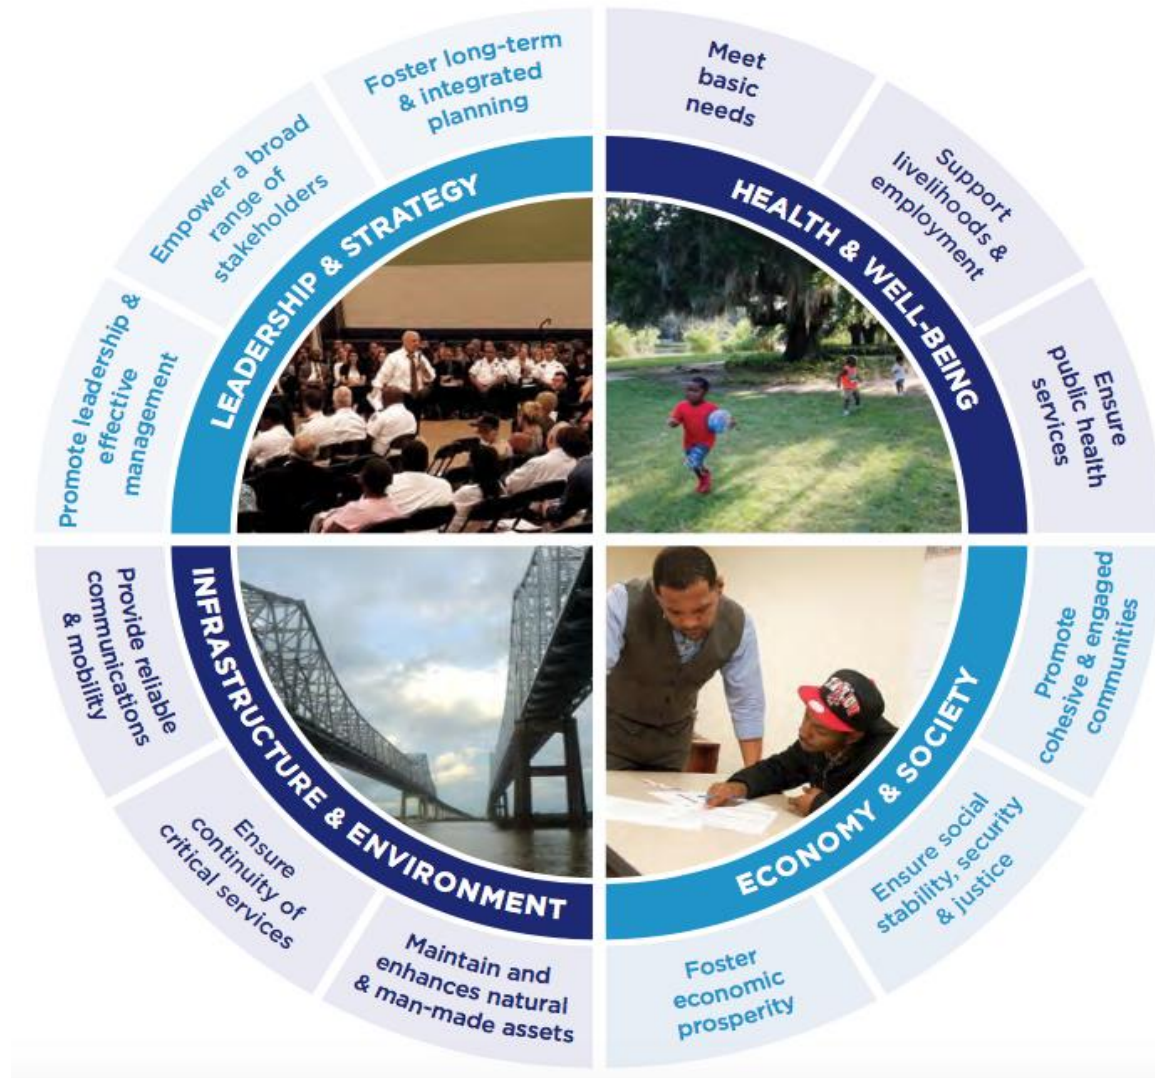 Foster long-term
& integrated
planning
Empower a broad
range of
stakeholders
Promote leadership &
effective
management
LEADERSHIP & STRATEGY
Meet
basic
needs
Support
livelihoods &
employment
Ensure
public health
services
HEALTH & WELL-BEING
Provide reliable
communications
& mobility
Ensure
continuity of
critical services
Maintain and
enhances natural
& man-made assets
INFRASTRUCTURE & ENVIRONMENT
Promote
cohesive & engaged
communities
Ensure social
stability, security
& justice
Foster
economic
prosperity
ECONOMY & SOCIETY